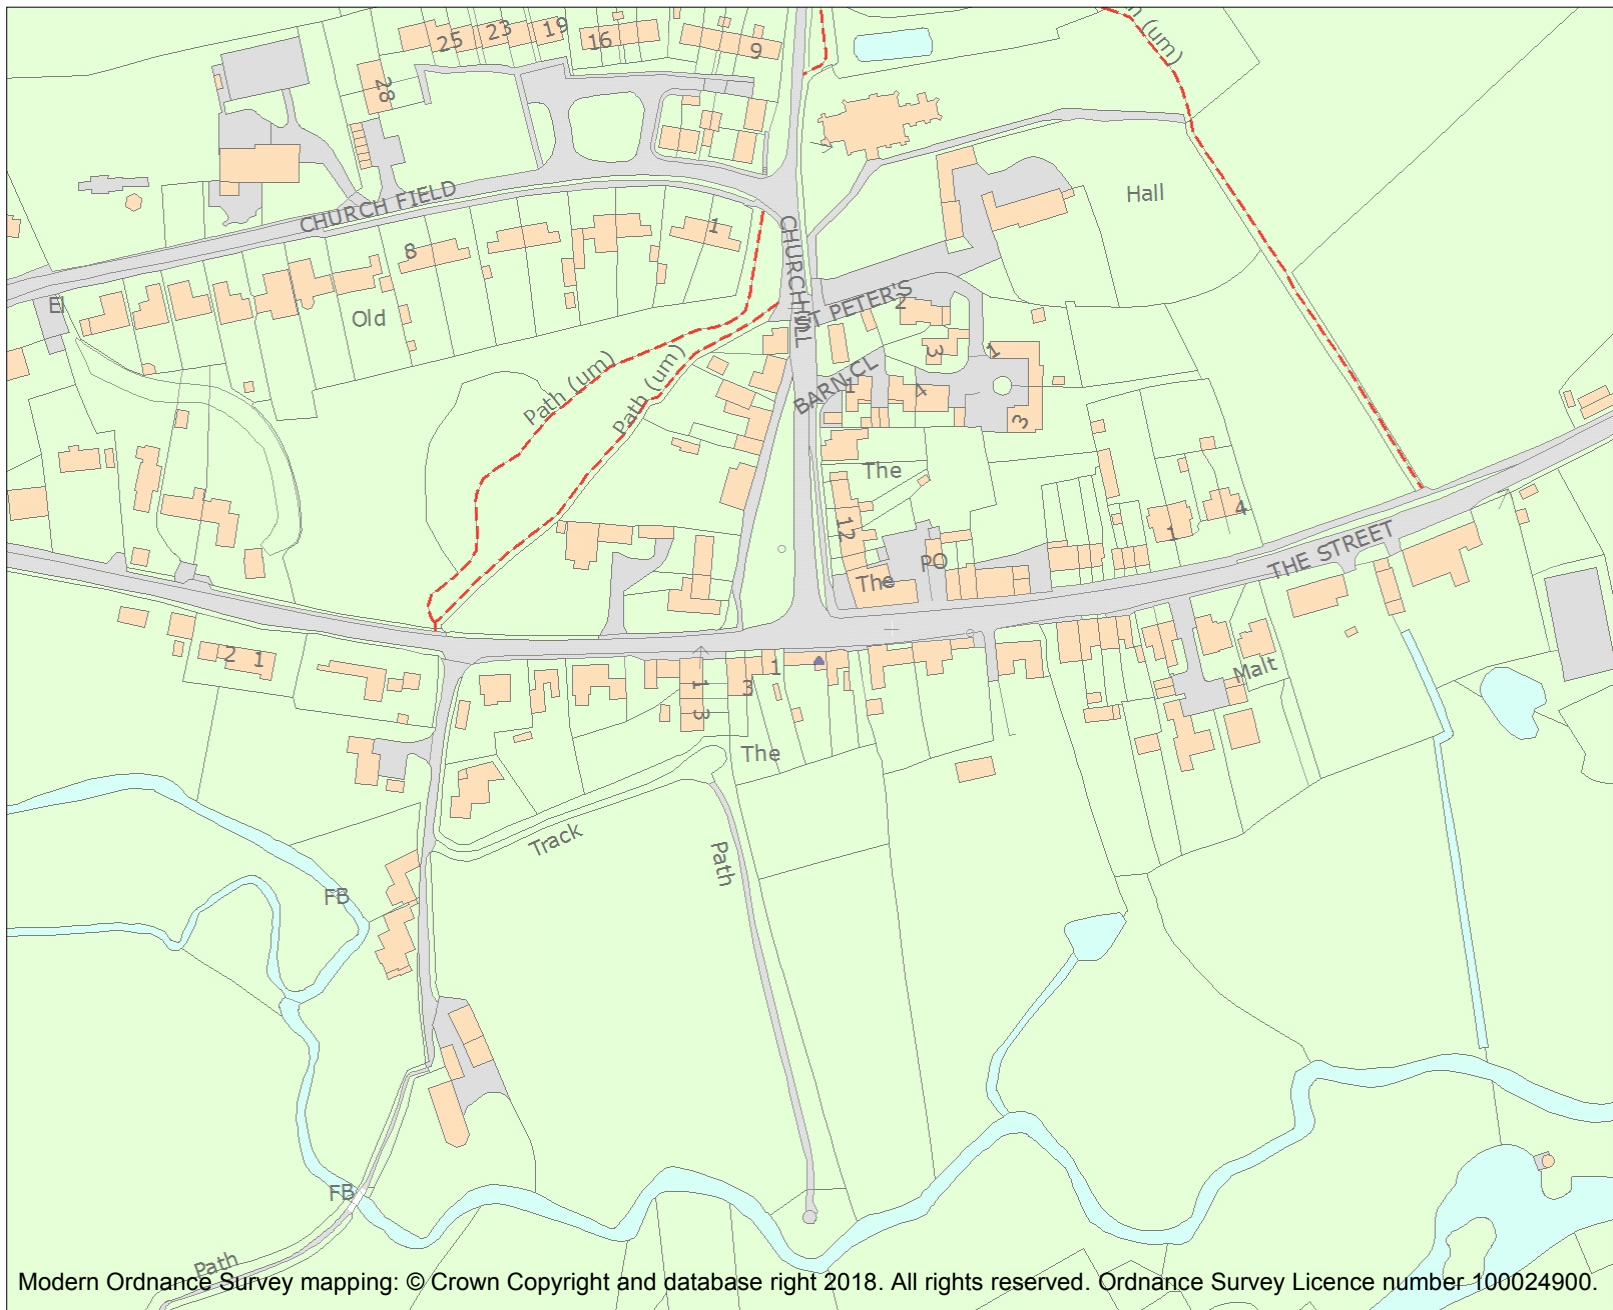 25
23
19
16
9
28
(um)
Hall
CHURCH FIELD
1
8
CHURCH HILL
El
Old
ST PETER'S
2
3
1
BARN CL
1
4
3
Path (um)
Path (um)
The
12
1
4
PO
The
THE STREET
2
1
1
3
1
3
Malt
The
Track
Path
FB
FB
Path
Modern Ordnance Survey mapping: © Crown Copyright and database right 2018. All rights reserved. Ordnance Survey Licence number 100024900.